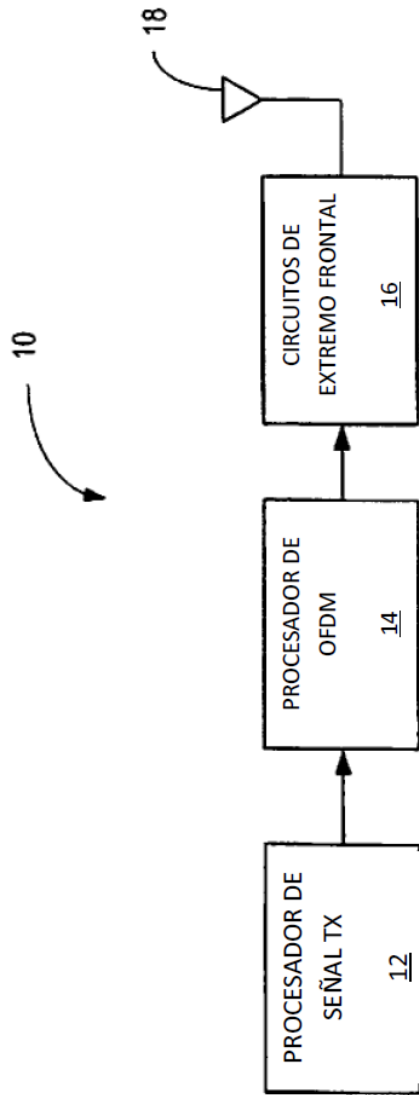 10
18
PROCESADOR DE
SEÑAL TX
12
PROCESADOR DE
OFDM
14
CIRCUITOS DE
EXTREMO FRONTAL
16